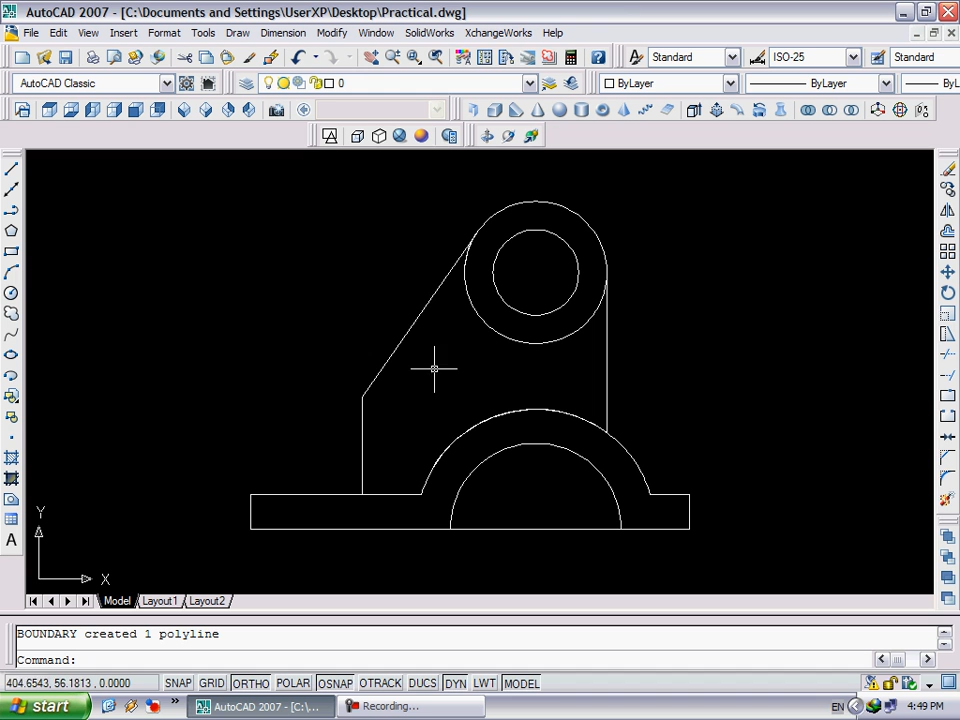 AutoCAD 2007 - [C:\Documents and Settings\UserXP\Desktop\Practical.dwg]
File Edit View Insert Format Tools Draw Dimension Modify Window SolidWorks XchangeWorks Help
Standard ISO-25 Standard
AutoCAD Classic 0 ByLayer ByLayer ByL
A
Y
X
Model Layout1 Layout2
BOUNDARY created 1 polyline
Command:
404.6543, 56.1813 , 0.0000 SNAP GRID ORTHO POLAR OSNAP OTRACK DUCS DYN LWT MODEL
start AutoCAD 2007 - [C:\... Recording... EN 4:49 PM